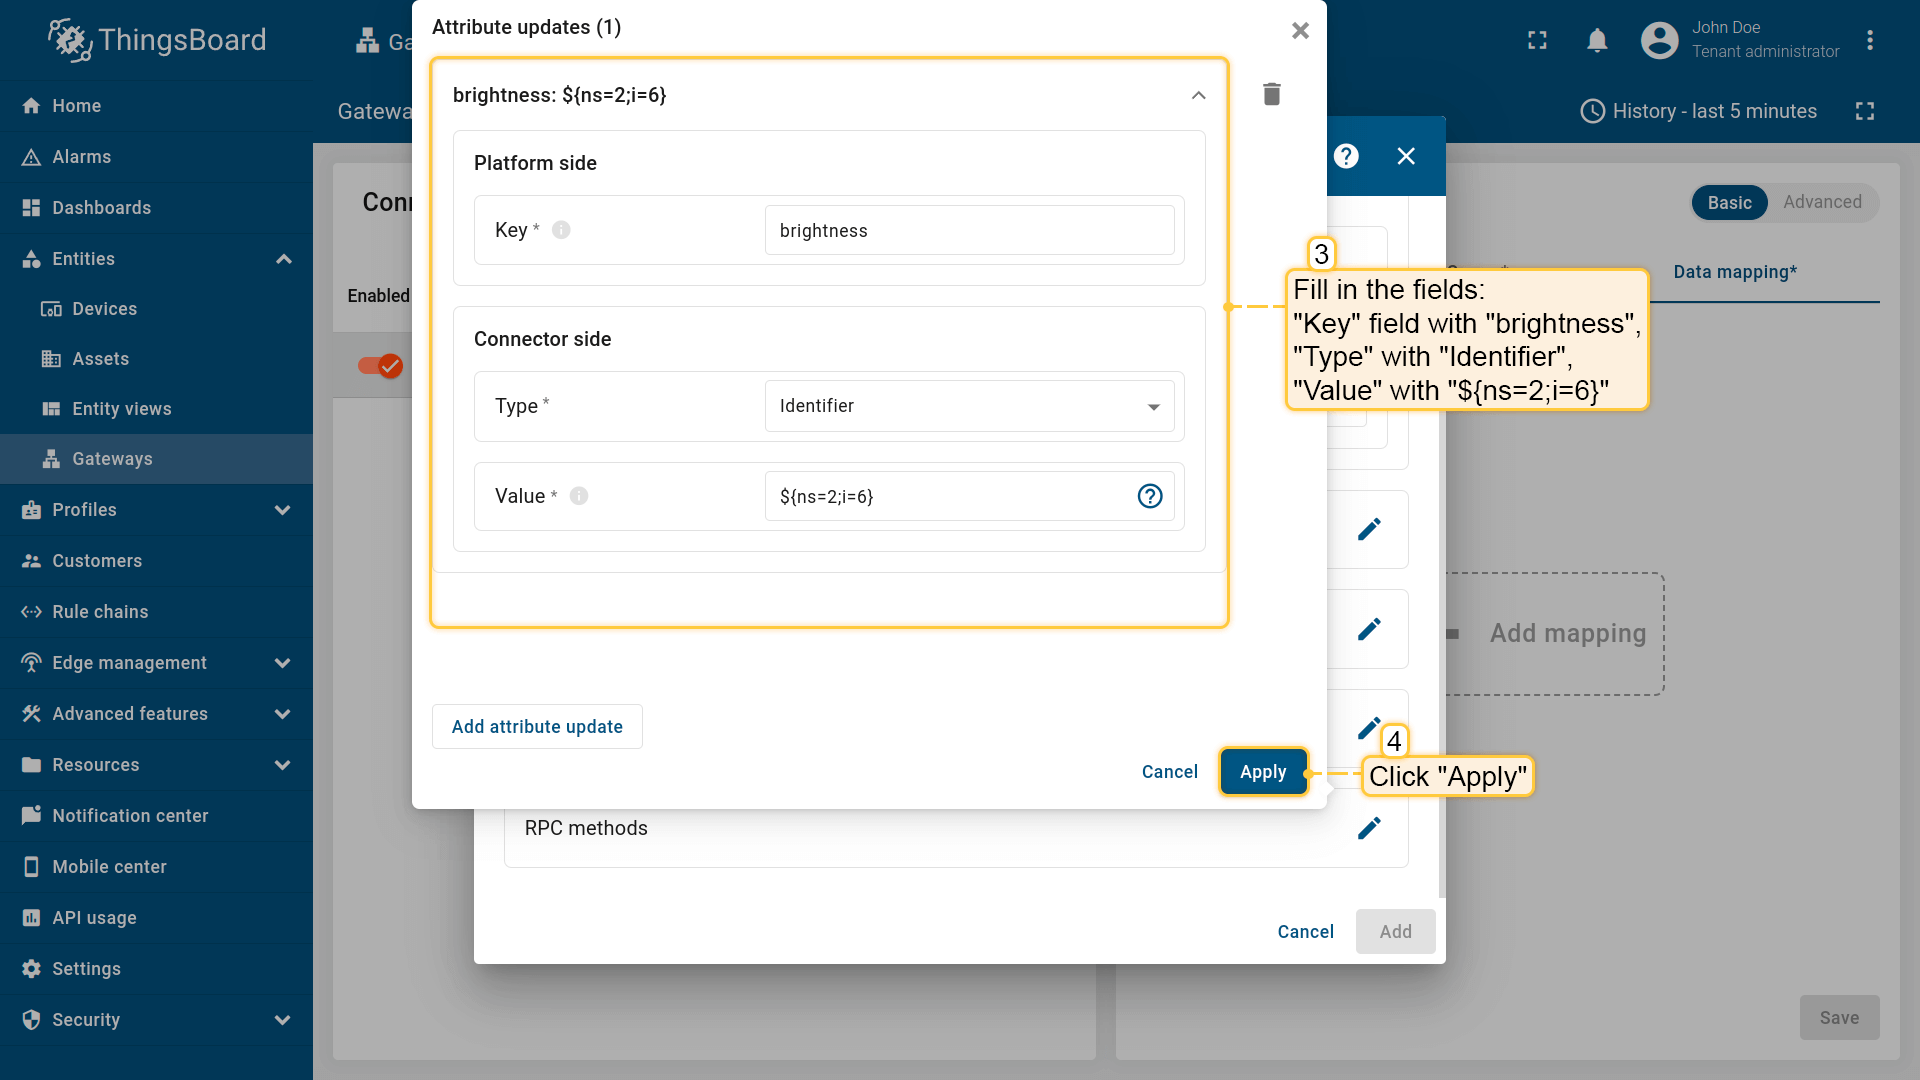 ThingsBoard
Home
Alarms
Dashboards
Entities
Devices
Assets
Entity views
Gateways
Profiles
Customers
Rule chains
Edge management
Advanced features
Resources
Notification center
Mobile center
API usage
Settings
Security
John Doe
Tenant administrator
History - last 5 minutes
Enabled
Basic
Advanced
Data mapping*
Add mapping
Save
Attribute updates (1)
brightness: ${ns=2;i=6}
Platform side
Key *
brightness
Connector side
Type *
Identifier
Value *
${ns=2;i=6}
Add attribute update
Cancel
Apply
RPC methods
Cancel
Add
3
Fill in the fields:
"Key" field with "brightness",
"Type" with "Identifier",
"Value" with "${ns=2;i=6}"
4
Click "Apply"